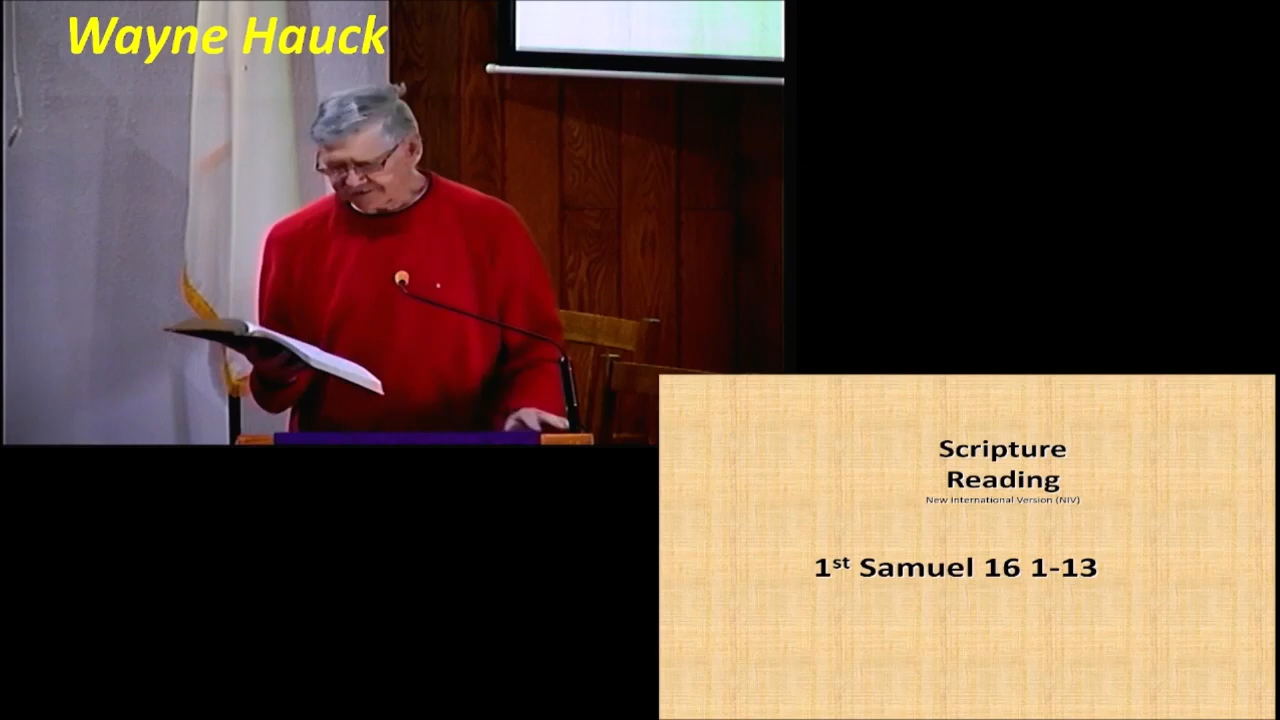 Wayne Hauck
Scripture
Reading
New International Version (NIV)
1st Samuel 16 1-13